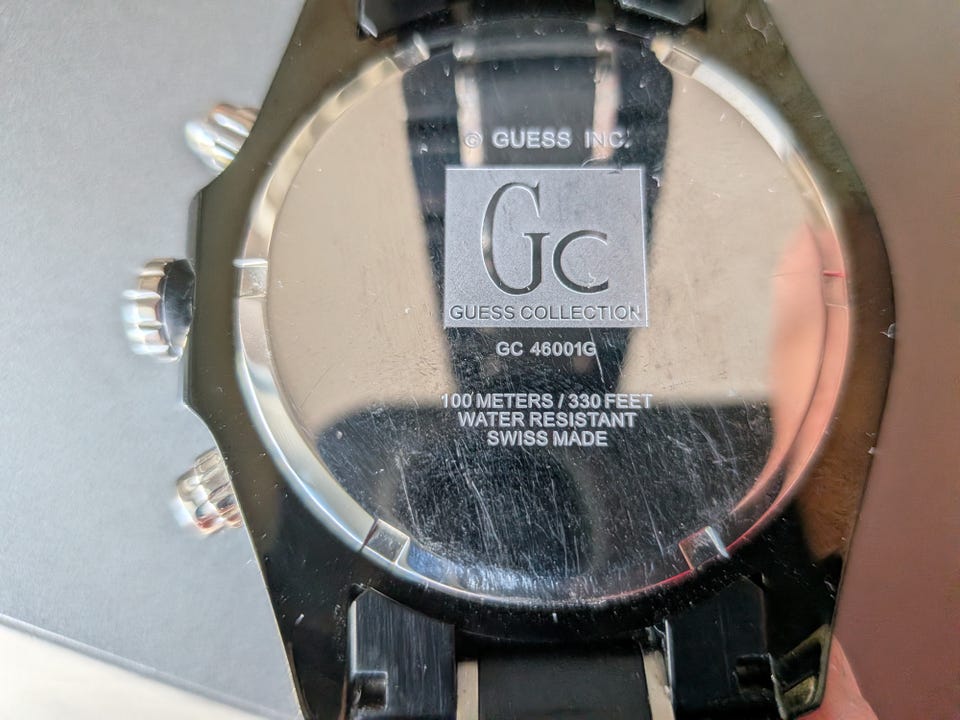 © GUESS INC.
Gc
GUESS COLLECTION
GC 46001G
100 METERS / 330 FEET
WATER RESISTANT
SWISS MADE